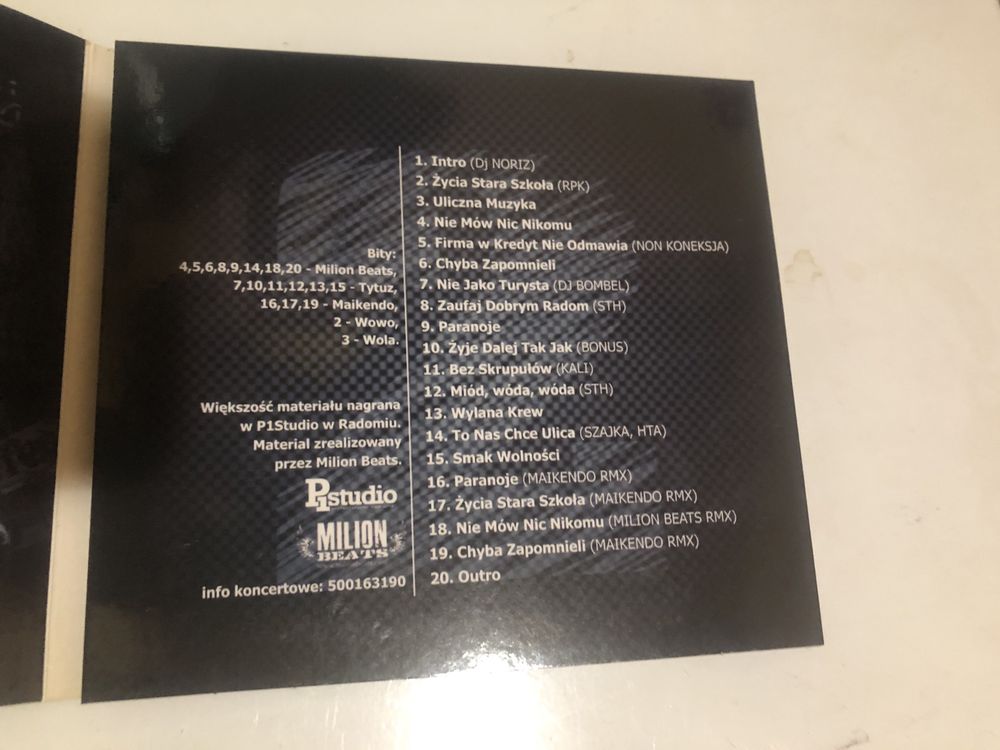 Bity:
4,5,6,8,9,14,18,20 - Milion Beats,
7,10,11,12,13,15 - Tytuz,
16,17,19 - Maikendo,
2 - Wowo,
3 - Wola.
Większość materiału nagrana
w P1Studio w Radomiu.
Material zrealizowany
przez Milion Beats.
P1studio
MILION
BEATS
info koncertowe: 500163190
1. Intro (Dj NORIZ)
2. Życia Stara Szkoła (RPK)
3. Uliczna Muzyka
4. Nie Mów Nic Nikomu
5. Firma w Kredyt Nie Odmawia (NON KONEKSJA)
6. Chyba Zapomnieli
7. Nie Jako Turysta (DJ BOMBEL)
8. Zaufaj Dobrym Radom (STH)
9. Paranoje
10. Żyje Dalej Tak Jak (BONUS)
11. Bez Skrupułów (KALI)
12. Miód, wóda, wóda (STH)
13. Wylana Krew
14. To Nas Chce Ulica (SZAJKA, HTA)
15. Smak Wolności
16. Paranoje (MAIKENDO RMX)
17. Życia Stara Szkoła (MAIKENDO RMX)
18. Nie Mów Nic Nikomu (MILION BEATS RMX)
19. Chyba Zapomnieli (MAIKENDO RMX)
20. Outro